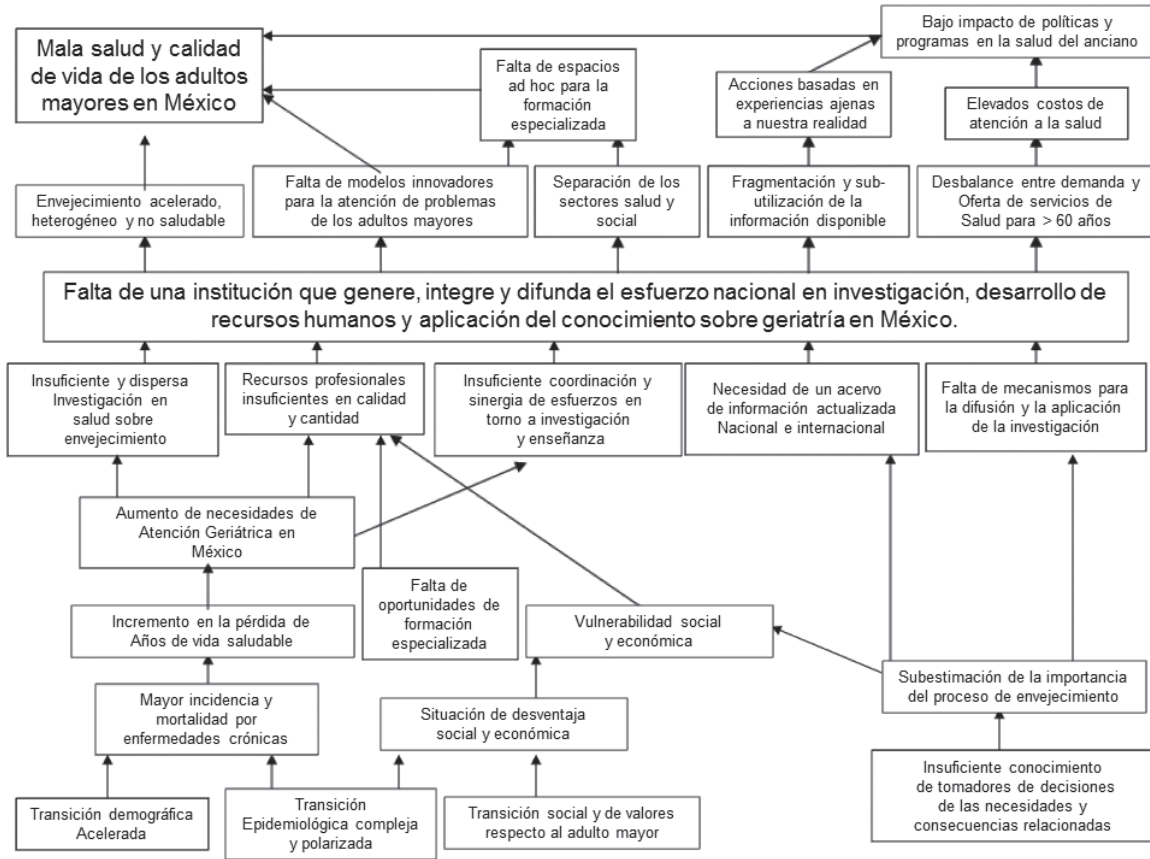 Mala salud y calidad
de vida de los adultos
mayores en México
Falta de espacios
ad hoc para la
formación
especializada
Bajo impacto de políticas y
programas en la salud del anciano
Acciones basadas en
experiencias ajenas
a nuestra realidad
Elevados costos de
atención a la salud
Envejecimiento acelerado,
heterogéneo y no saludable
Falta de modelos innovadores
para la atención de problemas
de los adultos mayores
Separación de los
sectores salud y
social
Fragmentación y sub-
utilización de la
información disponible
Desbalance entre demanda y
Oferta de servicios de
Salud para > 60 años
Falta de una institución que genere, integre y difunda el esfuerzo nacional en investigación, desarrollo de
recursos humanos y aplicación del conocimiento sobre geriatría en México.
Insuficiente y dispersa
Investigación en
salud sobre
envejecimiento
Recursos profesionales
insuficientes en calidad
y cantidad
Insuficiente coordinación y
sinergia de esfuerzos en
torno a investigación
y enseñanza
Necesidad de un acervo
de información actualizada
Nacional e internacional
Falta de mecanismos para
la difusión y la aplicación
de la investigación
Aumento de necesidades de
Atención Geriátrica en
México
Falta de
oportunidades de
formación
especializada
Incremento en la pérdida de
Años de vida saludable
Vulnerabilidad social
y económica
Subestimación de la importancia
del proceso de envejecimiento
Mayor incidencia y
mortalidad por
enfermedades crónicas
Situación de desventaja
social y económica
Transición demográfica
Acelerada
Transición
Epidemiológica compleja
y polarizada
Transición social y de valores
respecto al adulto mayor
Insuficiente conocimiento
de tomadores de decisiones
de las necesidades y
consecuencias relacionadas